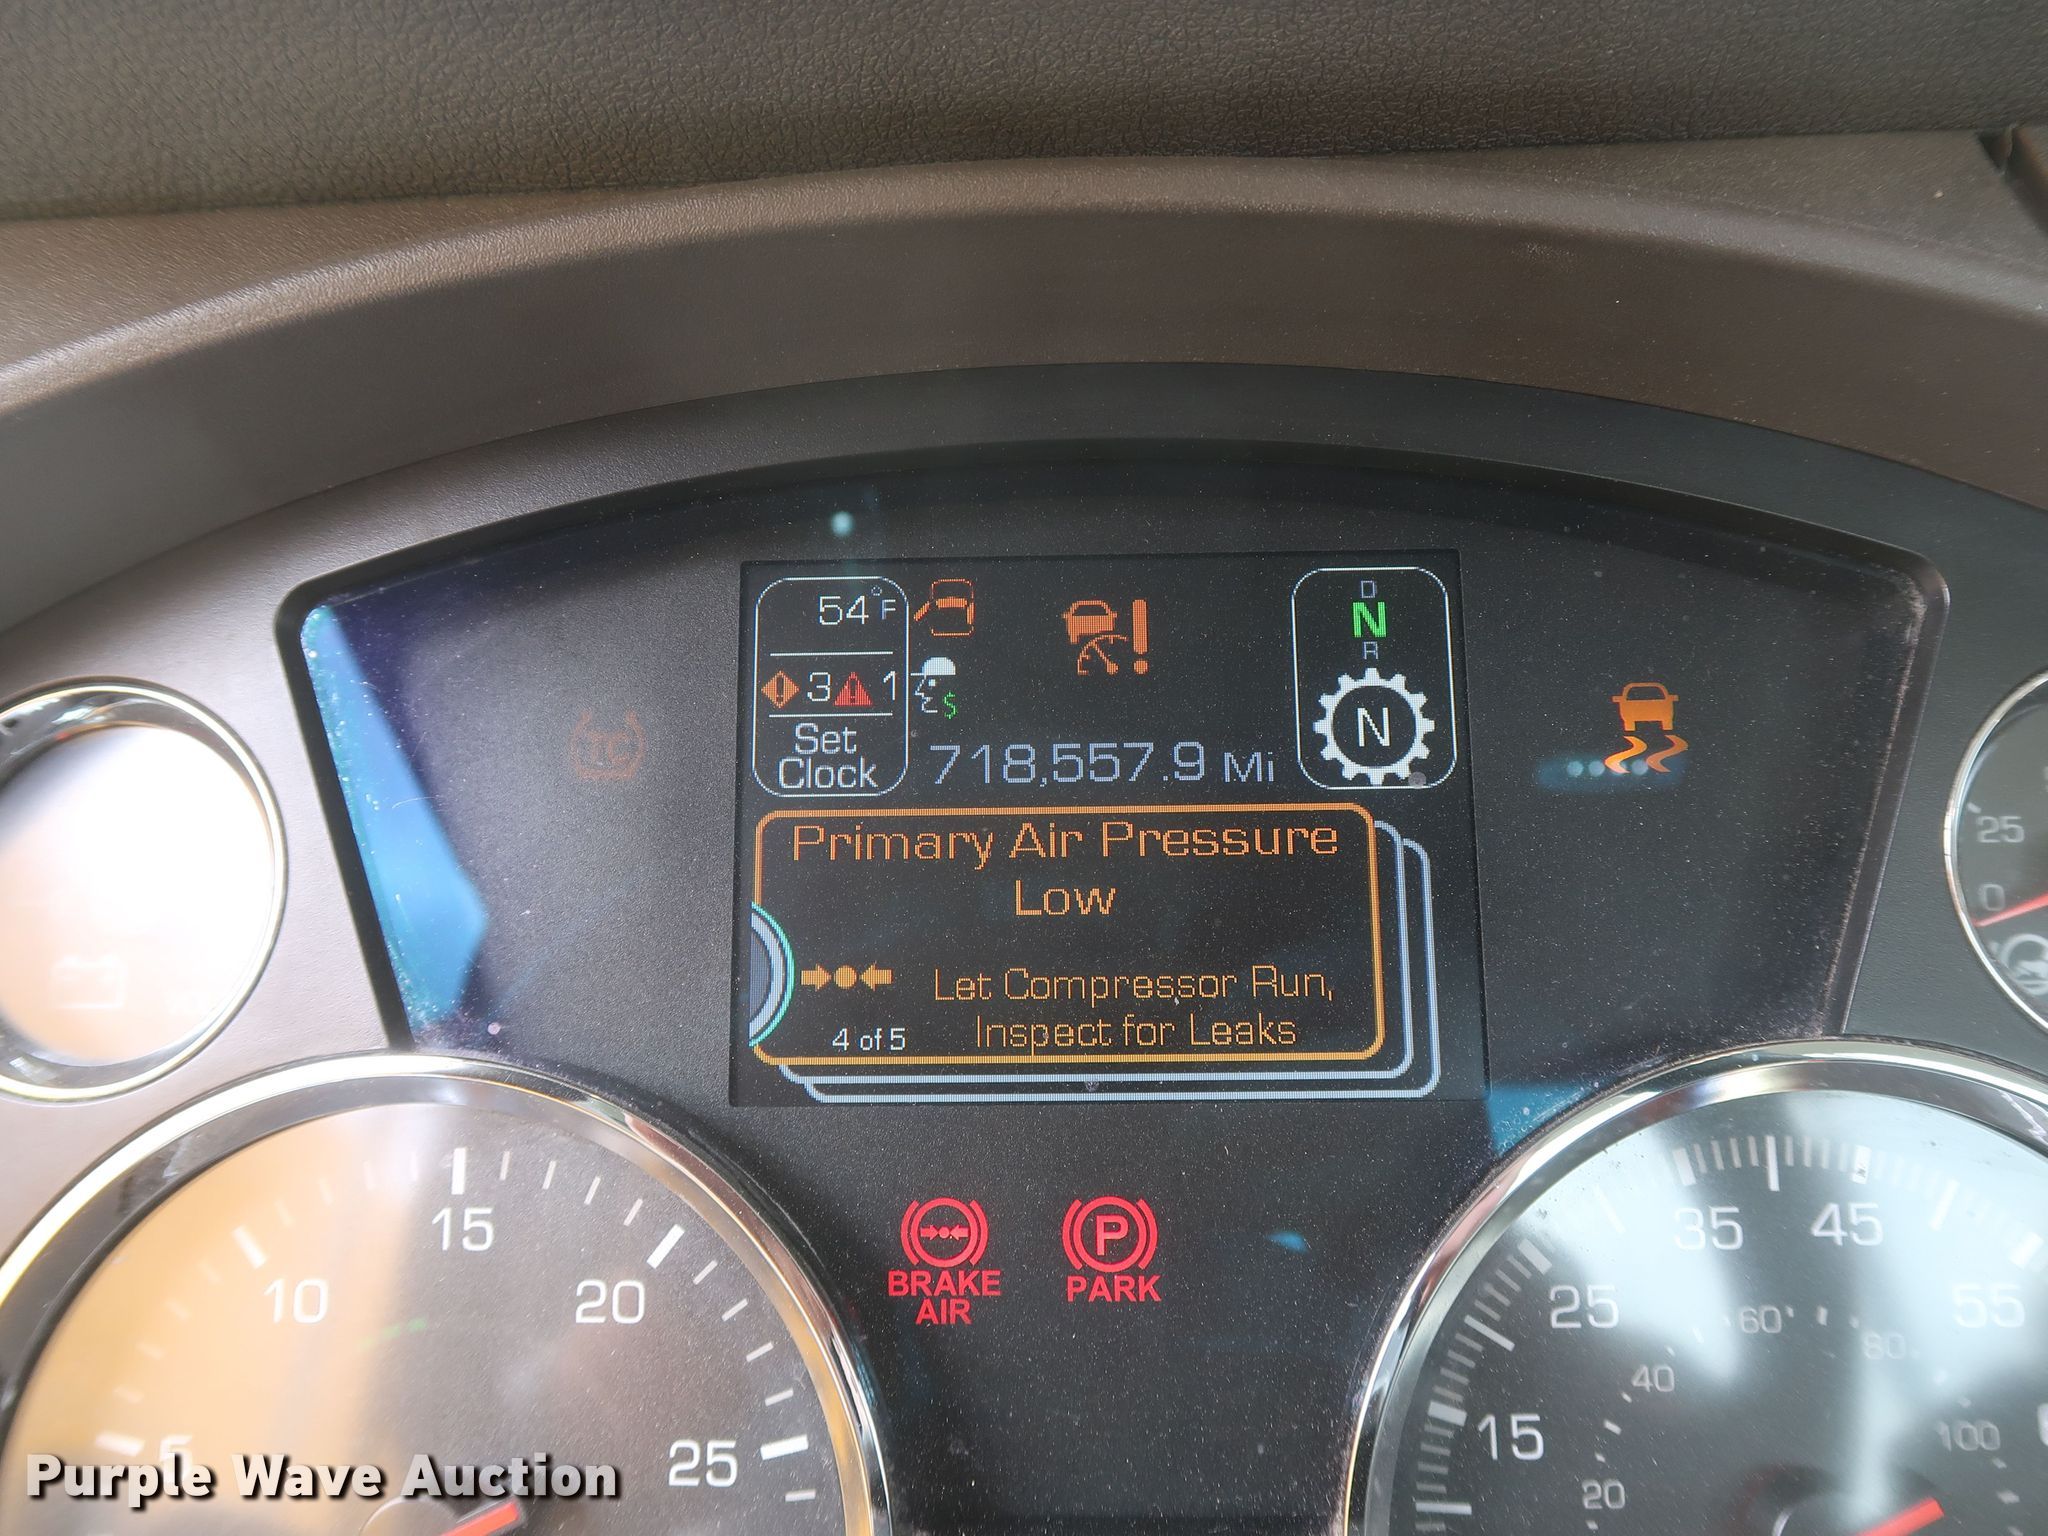 54°F
3 1
Set
Clock
D
N
R
N
718,557.9 Mi
TC
Primary Air Pressure
Low
Let Compressor Run,
Inspect for Leaks
4 of 5
25
0
BRAKE
AIR
P
PARK
5
10
15
20
25
15
25
35
45
55
20
40
60
80
100
Purple Wave Auction